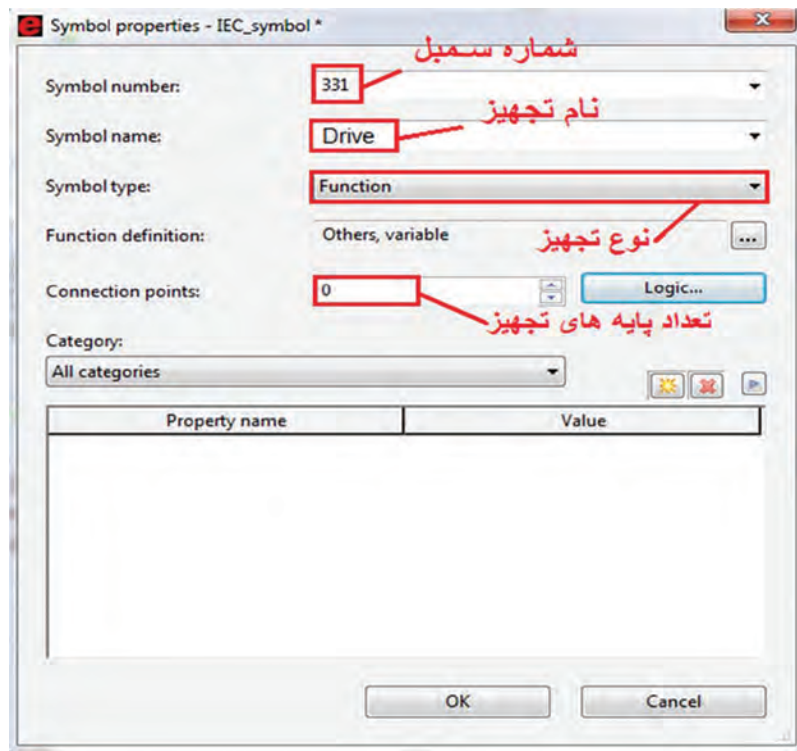 Symbol properties - IEC_symbol *
شماره سمبل
Symbol number: 331
نام تجهیز
Symbol name: Drive
Symbol type: Function
Function definition: Others, variable ...
نوع تجهیز
Connection points: 0 Logic...
تعداد پایه های تجهیز
Category:
All categories
Property name Value
OK Cancel